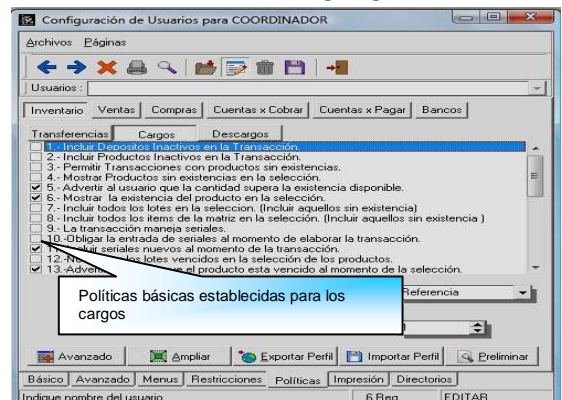 Configuración de Usuarios para COORDINADOR
Archivos Páginas
Usuarios :
Inventario Ventas Compras Cuentas x Cobrar Cuentas x Pagar Bancos
Transferencias Cargos Descargos
1.- Incluir Depositos Inactivos en la Transacción.
2.- Incluir Productos Inactivos en la Transacción.
3.- Permitir Transacciones con productos sin existencias.
4.- Mostrar Productos sin existencias en la selección.
5.- Advertir al usuario que la cantidad supera la existencia disponible.
6.- Mostrar la existencia del producto en la selección.
7.- Incluir todos los lotes en la seleccion. (Incluir aquellos sin existencia)
8.- Incluir todos los items de la matriz en la selección. (Incluir aquellos sin existencia )
9.- La transacción maneja seriales.
10.-Obligar la entrada de seriales al momento de elaborar la transacción.
seriales nuevos al momento de la transacción.
12.- los lotes vencidos en la selección de los productos.
13.-Adver que el producto esta vencido al momento de la selección.
Políticas básicas establecidas para los
cargos
Referencia
Avanzado Ampliar Exportar Perfil Importar Perfil Preliminar
Básico Avanzado Menus Restricciones Políticas Impresión Directorios
Indique nombre del usuario 6 Reg EDITAR